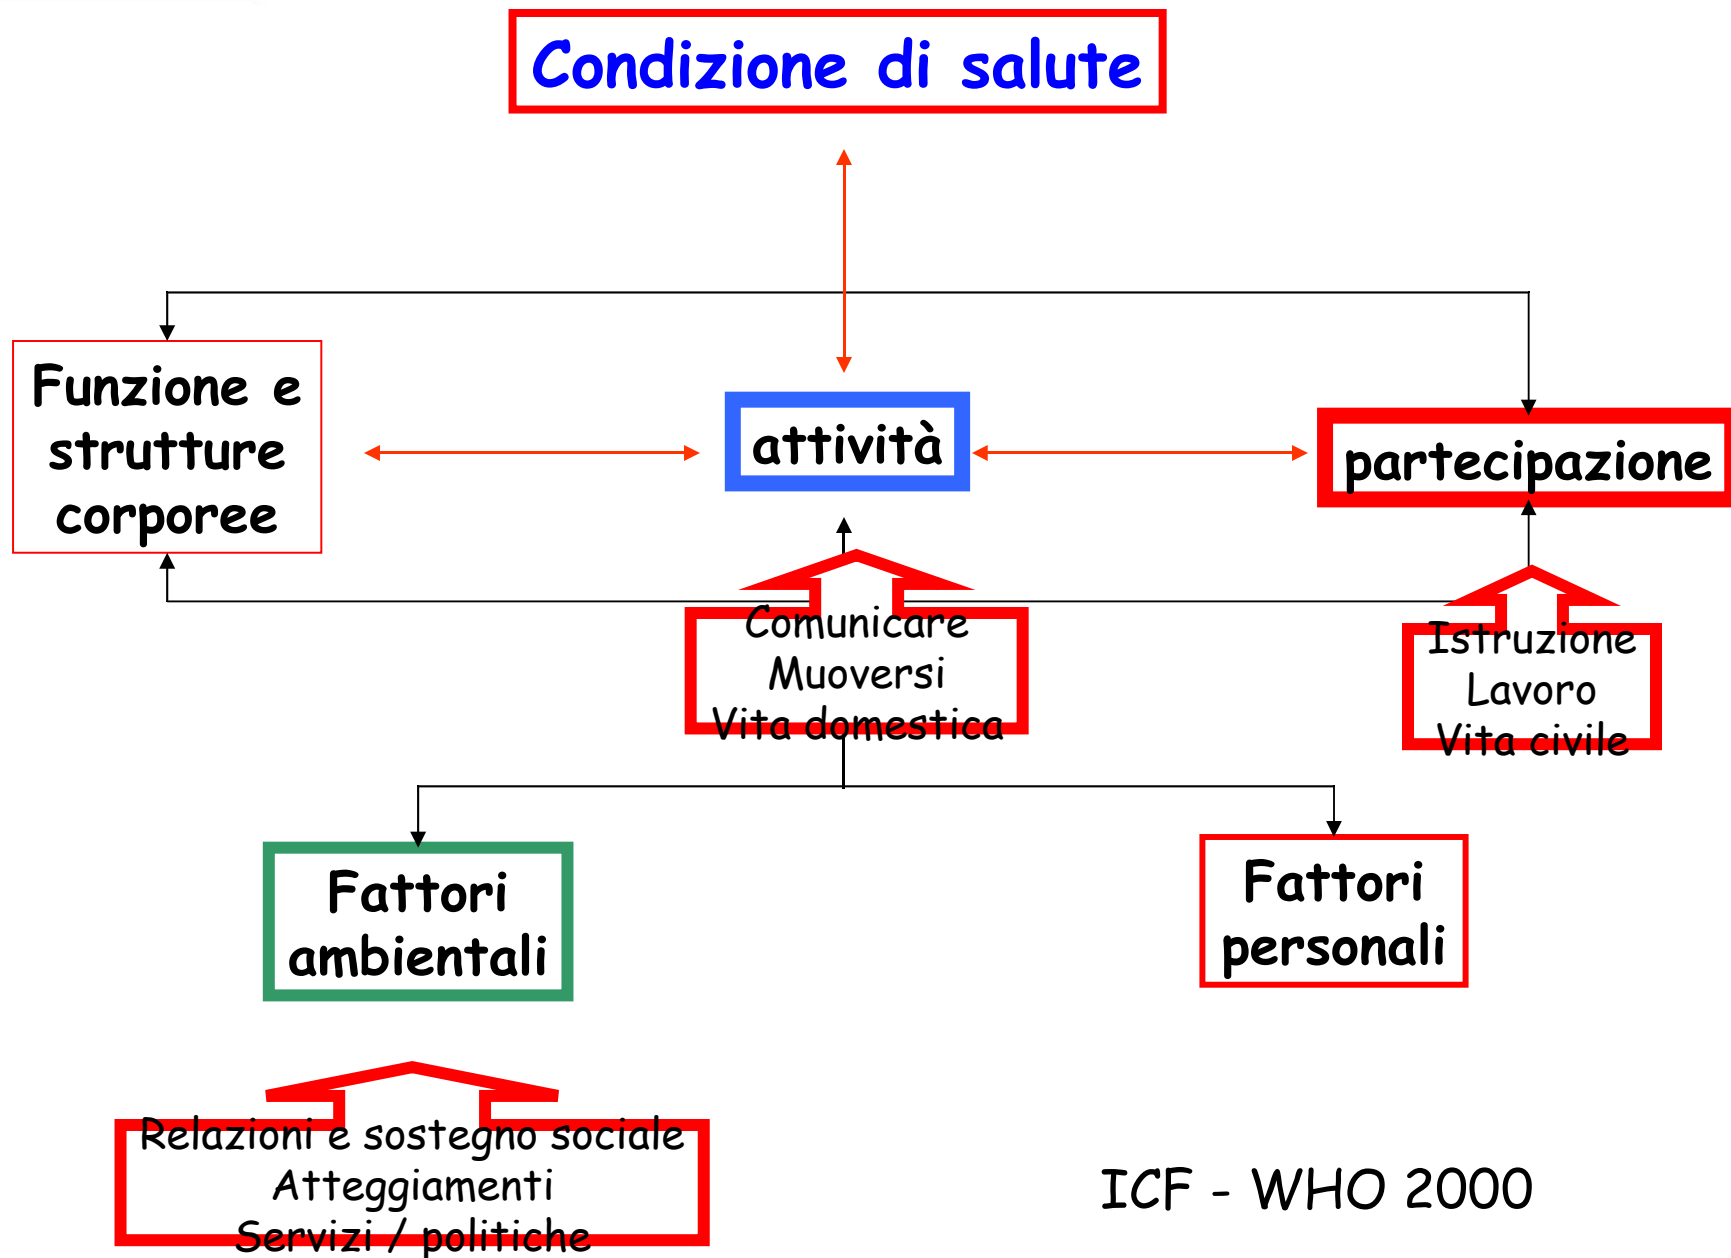 Condizione di salute
Funzione e
strutture
corporee
attività
partecipazione
Comunicare
Muoversi
Vita domestica
Istruzione
Lavoro
Vita civile
Fattori
ambientali
Fattori
personali
Relazioni e sostegno sociale
Atteggiamenti
Servizi / politiche
ICF - WHO 2000